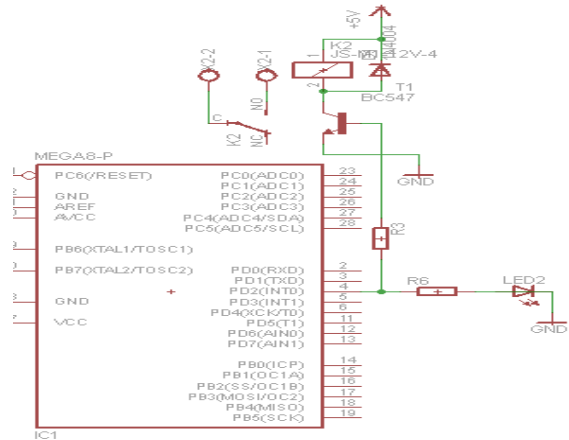 +5V
K2
JS-M 12V-4
1
2
T1
BC547
X2-2
X2-1
NO
C
NC
K2
GND
MEGA8-P
PC6(/RESET)
GND
AREF
AVCC
PB6(XTAL1/TOSC1)
PB7(XTAL2/TOSC2)
GND
VCC
PC0(ADC0) 23
PC1(ADC1) 24
PC2(ADC2) 25
PC3(ADC3) 26
PC4(ADC4/SDA) 27
PC5(ADC5/SCL) 28
PD0(RXD) 2
PD1(TXD) 3
PD2(INT0) 4
PD3(INT1) 5
PD4(XCK/T0) 6
PD5(T1) 11
PD6(AIN0) 12
PD7(AIN1) 13
PB0(ICP) 14
PB1(OC1A) 15
PB2(SS/OC1B) 16
PB3(MOSI/OC2) 17
PB4(MISO) 18
PB5(SCK) 19
R3
R6
LED2
GND
IC1